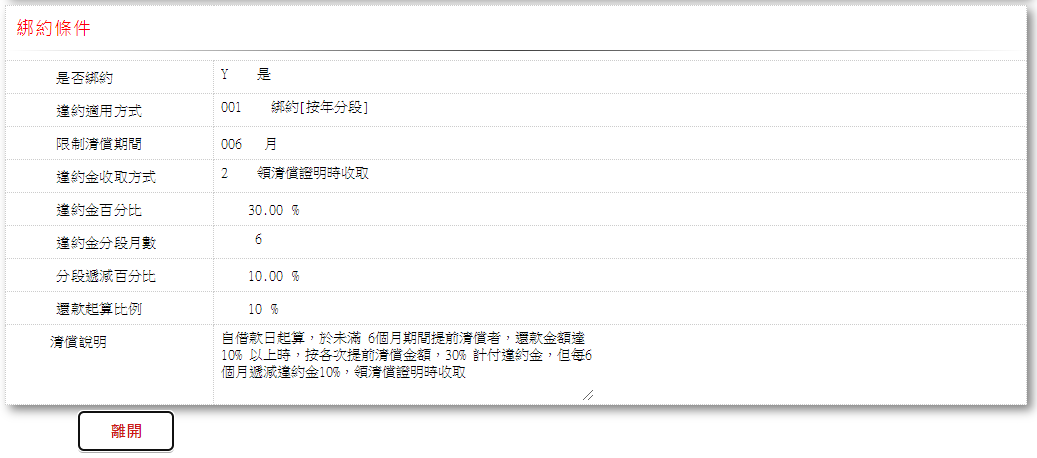 綁約條件
是否綁約 Y 是
違約適用方式 001 綁約[按年分段]
限制清償期間 006 月
違約金收取方式 2 領清償證明時收取
違約金百分比 30.00 %
違約金分段月數 6
分段遞減百分比 10.00 %
還款起算比例 10 %
清償說明 自借款日起算，於未滿 6個月期間提前清償者，還款金額達
10% 以上時，按各次提前清償金額，30% 計付違約金，但每6
個月遞減違約金10%，領清償證明時收取
離開